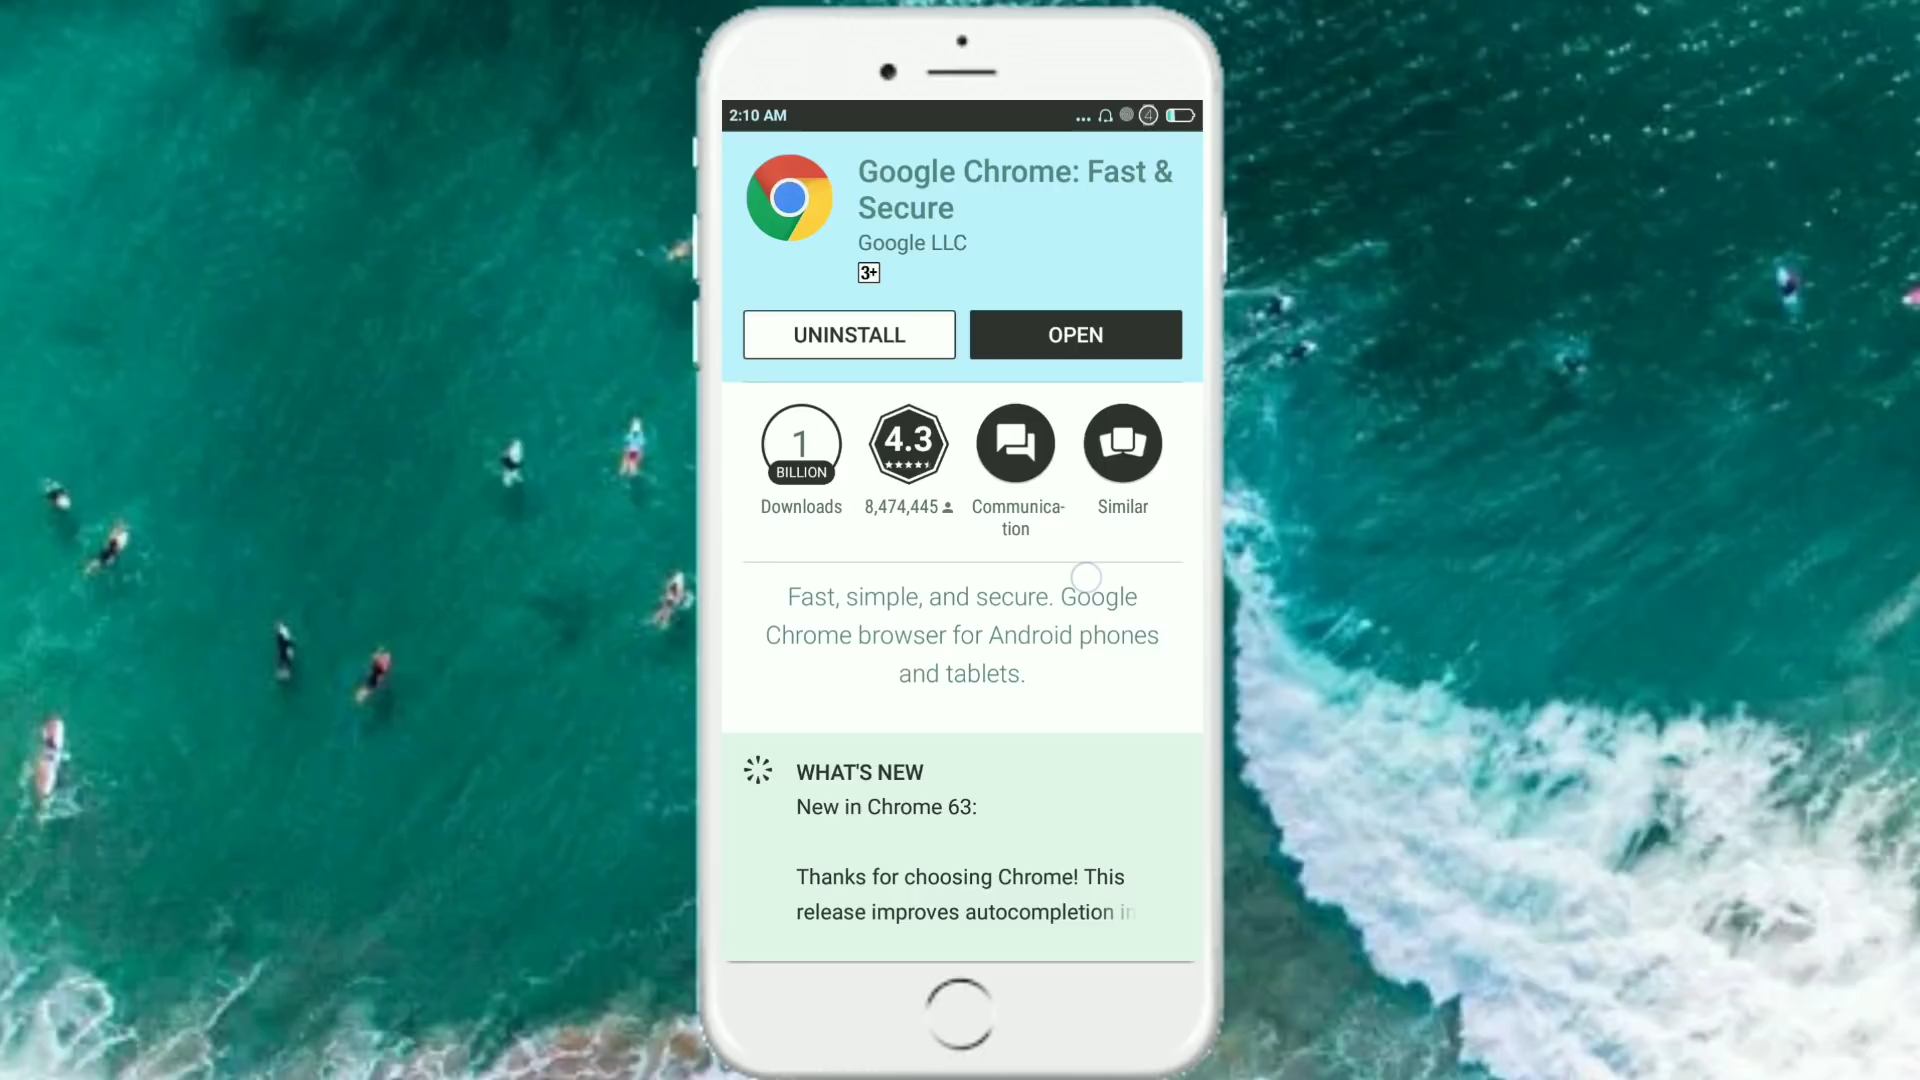 2:10 AM
4
Google Chrome: Fast &
Secure
Google LLC
3+
UNINSTALL
OPEN
1
BILLION
4.3
Downloads
8,474,445
Communica-
tion
Similar
Fast, simple, and secure. Google
Chrome browser for Android phones
and tablets.
WHAT'S NEW
New in Chrome 63:
Thanks for choosing Chrome! This
release improves autocompletion in